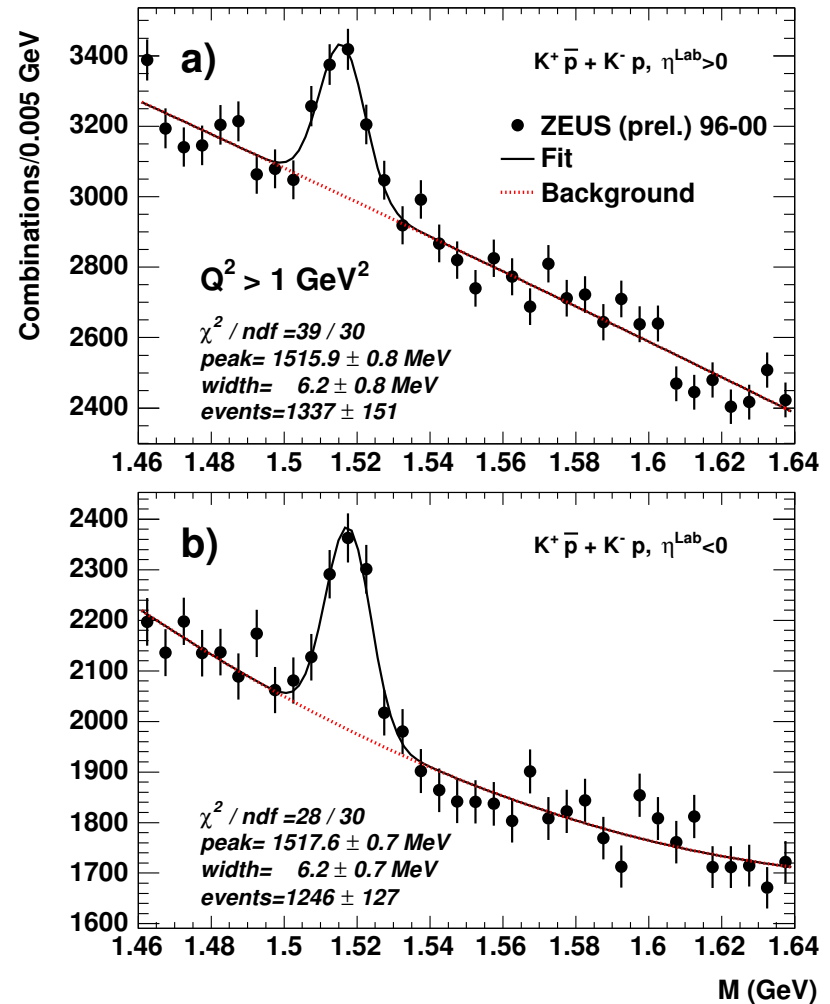 Combinations/0.005 GeV
a)
K⁺ p̅ + K⁻ p, η^Lab>0
ZEUS (prel.) 96-00
Fit
Background
Q² > 1 GeV²
χ² / ndf =39 / 30
peak= 1515.9 ± 0.8 MeV
width= 6.2 ± 0.8 MeV
events=1337 ± 151
3400
3200
3000
2800
2600
2400
1.46 1.48 1.5 1.52 1.54 1.56 1.58 1.6 1.62 1.64
b)
K⁺ p̅ + K⁻ p, η^Lab<0
χ² / ndf =28 / 30
peak= 1517.6 ± 0.7 MeV
width= 6.2 ± 0.7 MeV
events=1246 ± 127
2400
2300
2200
2100
2000
1900
1800
1700
1600
1.46 1.48 1.5 1.52 1.54 1.56 1.58 1.6 1.62 1.64
M (GeV)